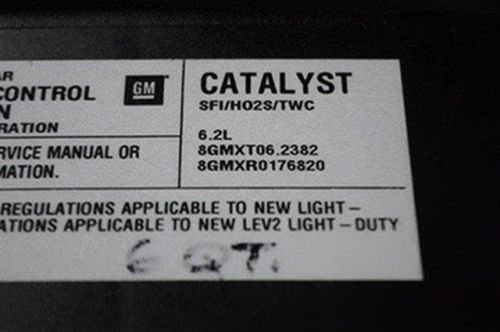 AR
CONTROL
N
RATION
GM
CATALYST
SFI/HO2S/TWC
6.2L
8GMXT06.2382
8GMXR0176820
RVICE MANUAL OR
MATION.
REGULATIONS APPLICABLE TO NEW LIGHT–
ATIONS APPLICABLE TO NEW LEV2 LIGHT–DUTY
6 QT.